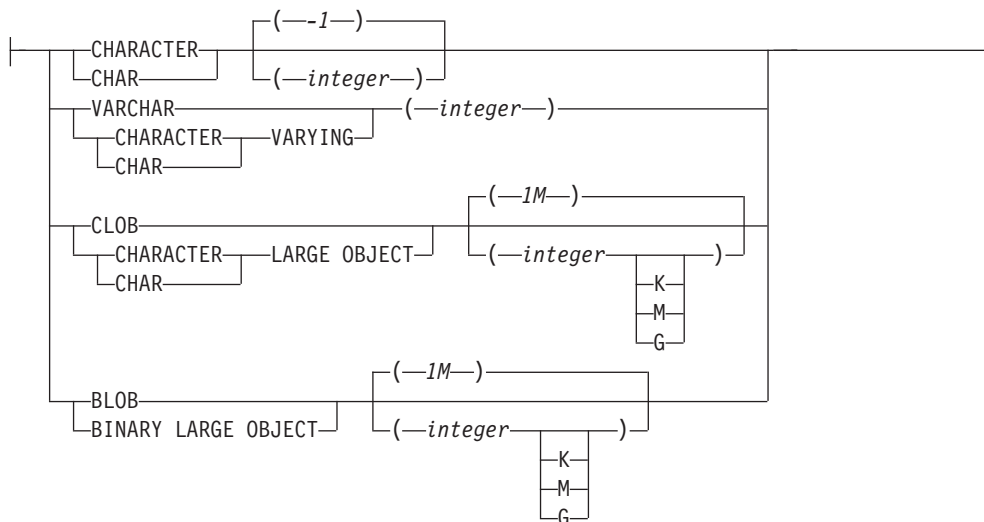 (-1)
CHARACTER
CHAR (integer)
VARCHAR (integer)
CHARACTER VARYING
CHAR
(1M)
CLOB
CHARACTER LARGE OBJECT (integer )
CHAR K
M
G
(1M)
BLOB
BINARY LARGE OBJECT (integer )
K
M
G